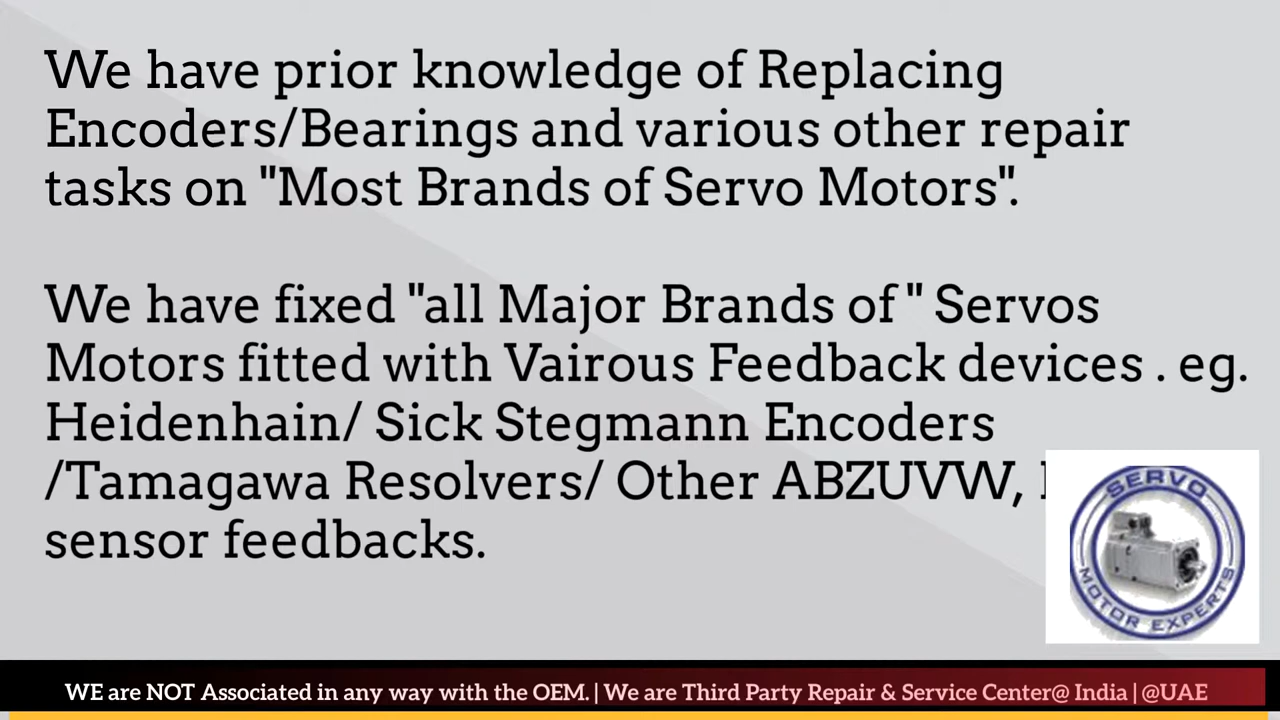 We have prior knowledge of Replacing
Encoders/Bearings and various other repair
tasks on "Most Brands of Servo Motors".
We have fixed "all Major Brands of " Servos
Motors fitted with Vairous Feedback devices . eg.
Heidenhain/ Sick Stegmann Encoders
/Tamagawa Resolvers/ Other ABZUVW,
sensor feedbacks.
SERVO
MOTOR EXPERTS
WE are NOT Associated in any way with the OEM. | We are Third Party Repair & Service Center@ India | @UAE